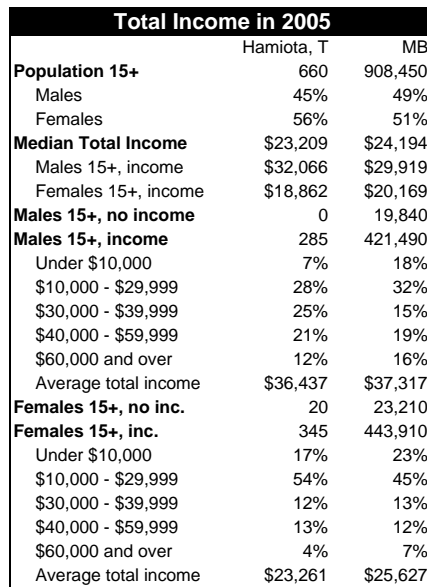 Total Income in 2005
Hamiota, T MB
Population 15+ 660 908,450
Males 45% 49%
Females 56% 51%
Median Total Income $23,209 $24,194
Males 15+, income $32,066 $29,919
Females 15+, income $18,862 $20,169
Males 15+, no income 0 19,840
Males 15+, income 285 421,490
Under $10,000 7% 18%
$10,000 - $29,999 28% 32%
$30,000 - $39,999 25% 15%
$40,000 - $59,999 21% 19%
$60,000 and over 12% 16%
Average total income $36,437 $37,317
Females 15+, no inc. 20 23,210
Females 15+, inc. 345 443,910
Under $10,000 17% 23%
$10,000 - $29,999 54% 45%
$30,000 - $39,999 12% 13%
$40,000 - $59,999 13% 12%
$60,000 and over 4% 7%
Average total income $23,261 $25,627